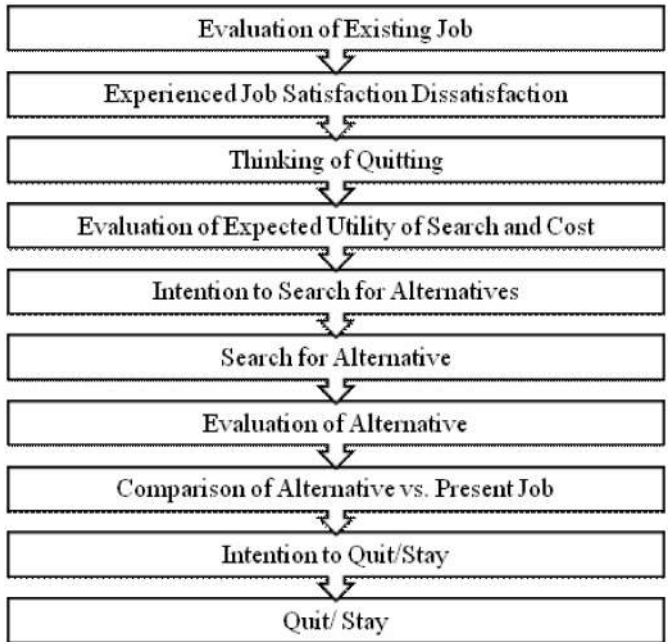 Evaluation of Existing Job
Experienced Job Satisfaction Dissatisfaction
Thinking of Quitting
Evaluation of Expected Utility of Search and Cost
Intention to Search for Alternatives
Search for Alternative
Evaluation of Alternative
Comparison of Alternative vs. Present Job
Intention to Quit/Stay
Quit/ Stay